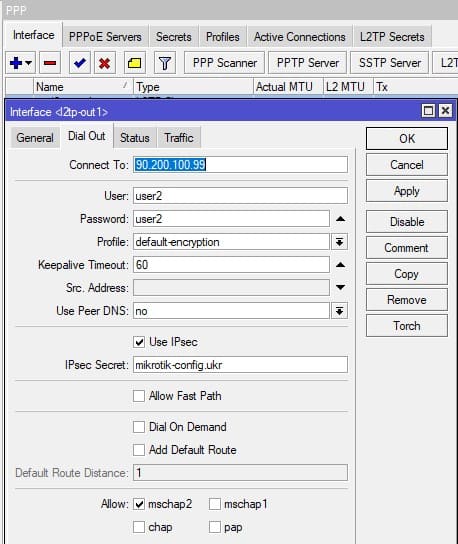 PPP
Interface PPPoE Servers Secrets Profiles Active Connections L2TP Secrets
PPP Scanner PPTP Server SSTP Server
Name / Type Actual MTU L2 MTU Tx
Interface <l2tp-out1>
General Dial Out Status Traffic
OK
Connect To: 90.200.100.99
Cancel
User: user2
Apply
Password: user2
Disable
Profile: default-encryption
Comment
Keepalive Timeout: 60
Copy
Src. Address:
Remove
Use Peer DNS: no
Torch
Use IPsec
IPsec Secret: mikrotik-config.ukr
Allow Fast Path
Dial On Demand
Add Default Route
Default Route Distance: 1
Allow: mschap2 mschap1
chap pap